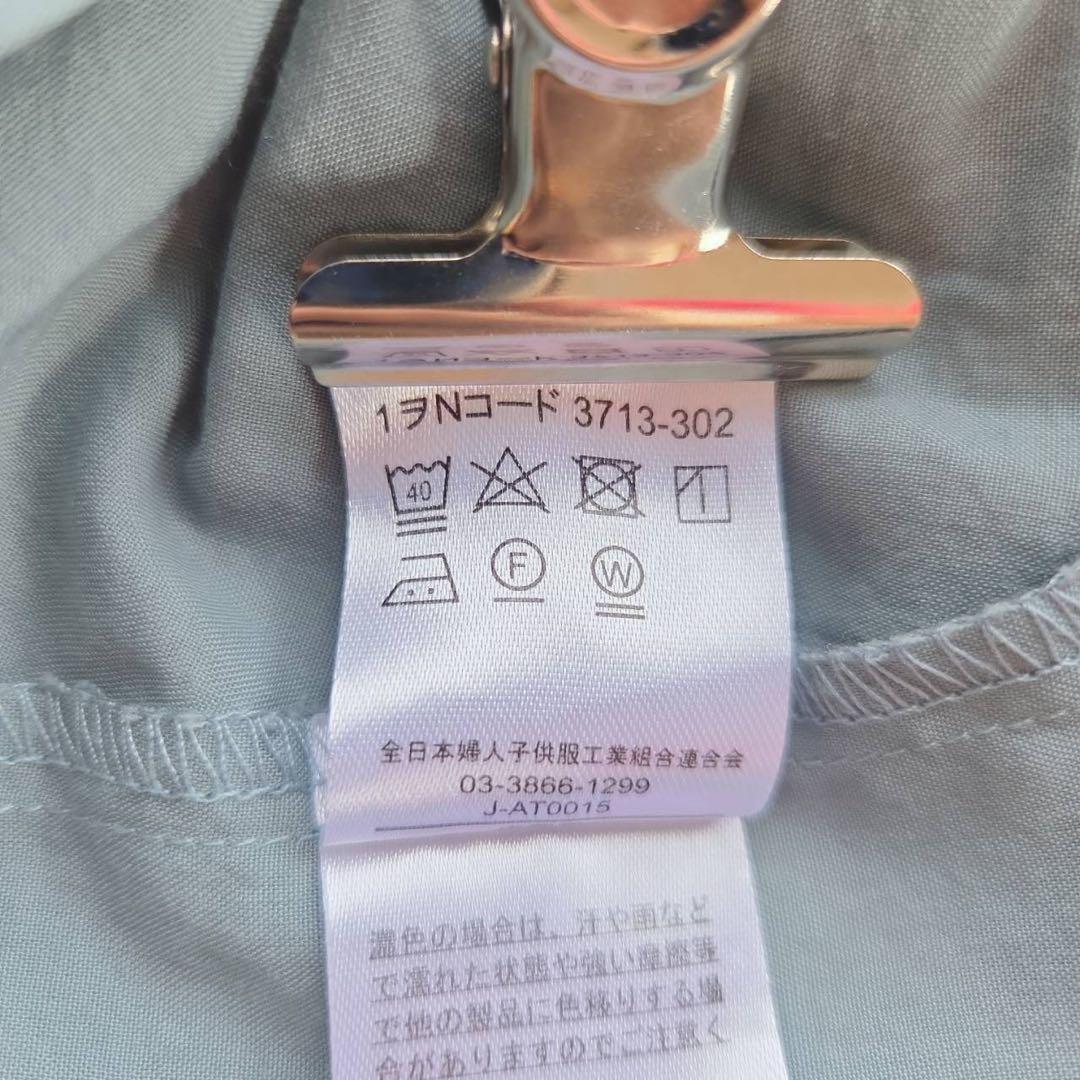 1ヲNコード 3713-302
40
F
W
全日本婦人子供服工業組合連合会
03-3866-1299
J-AT0015
濃色の場合は、汗や雨など
で濡れた状態や強い摩擦等
で他の製品に色移りする場
合がありますのでご注意く